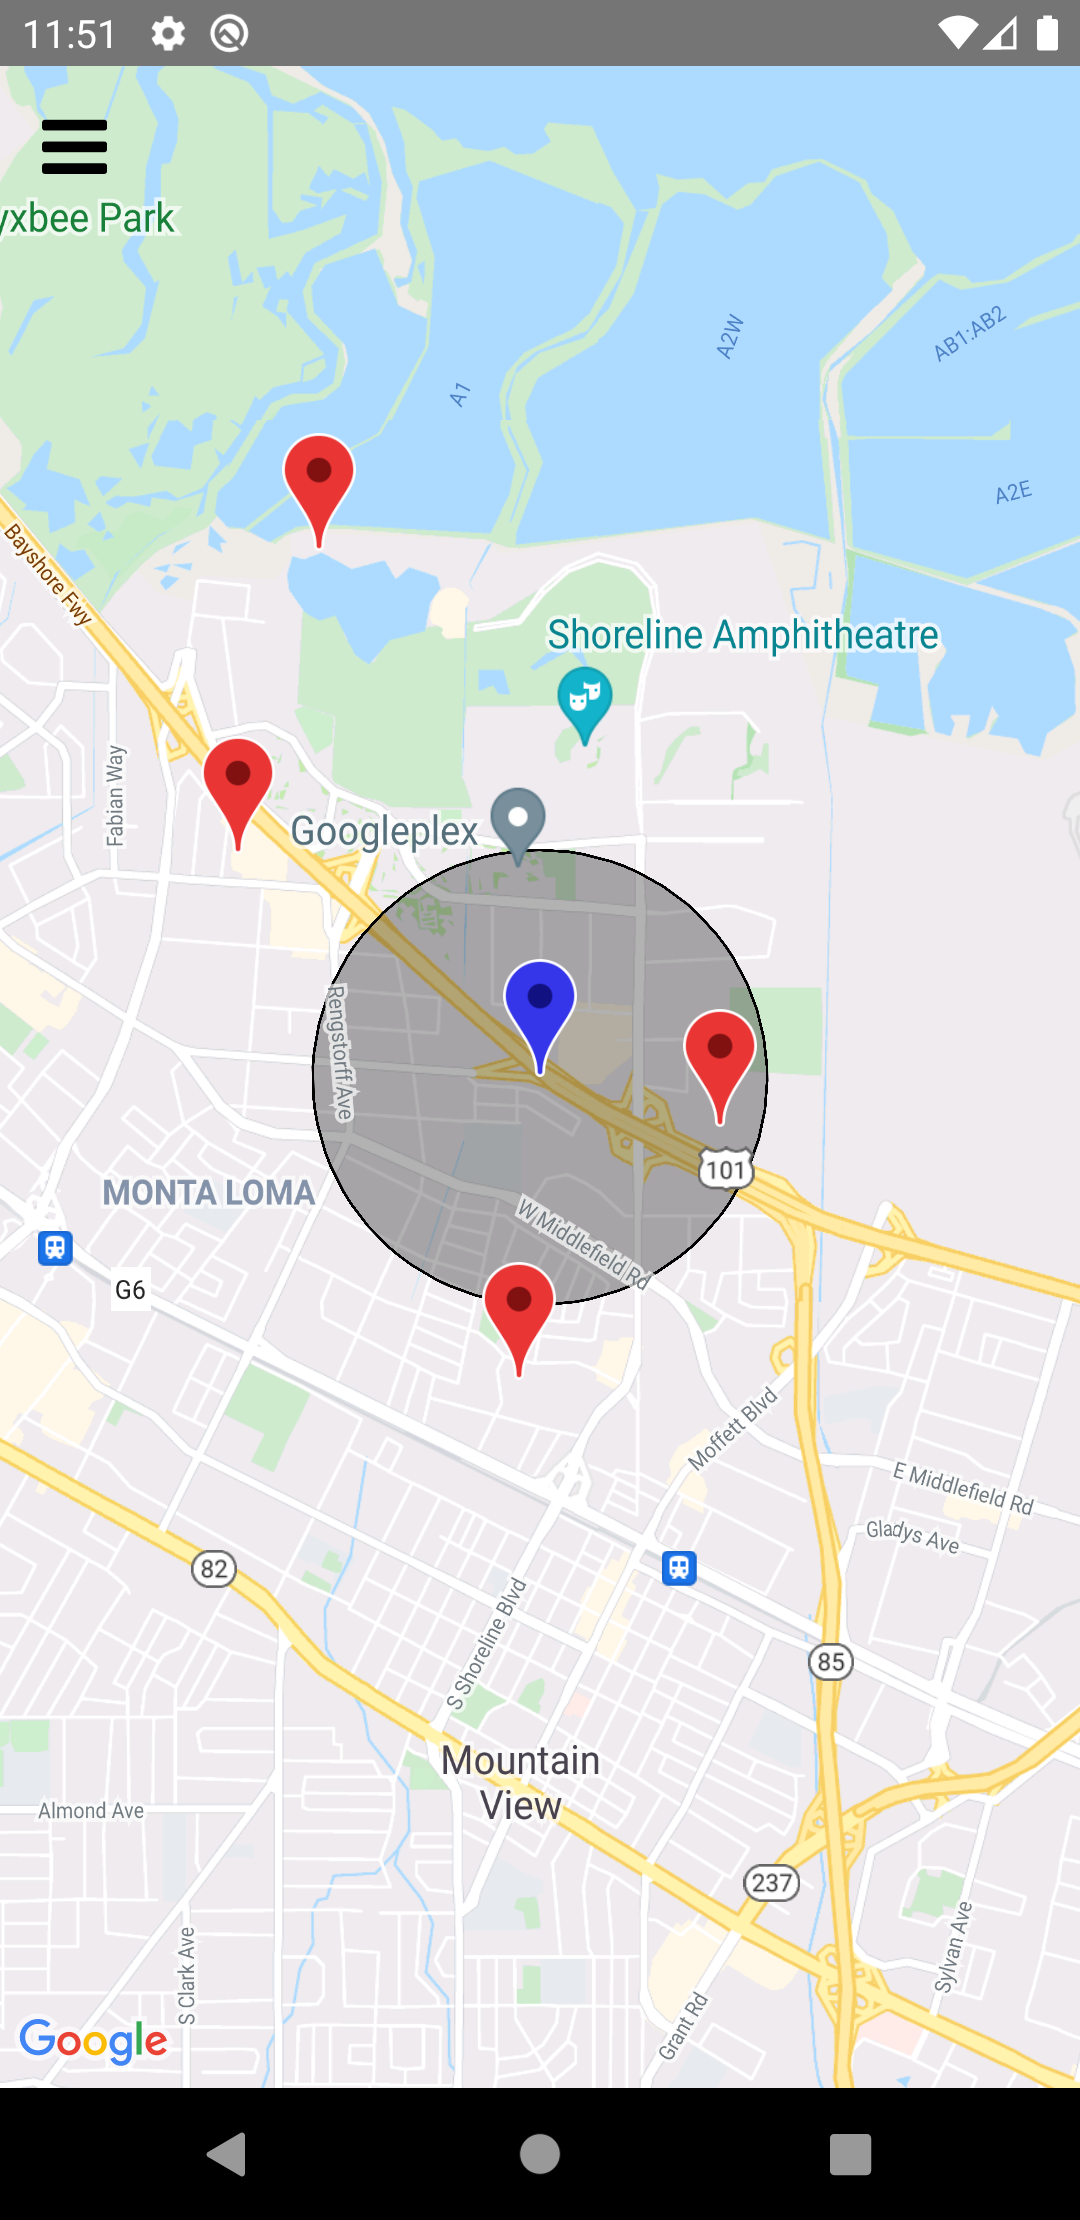 11:51
yxbee Park
A2W
AB1:AB2
A1
A2E
Bayshore Fwy
Shoreline Amphitheatre
Fabian Way
Googleplex
Rengstorff Ave
101
MONTA LOMA
W Middlefield Rd
G6
Moffett Blvd
E Middlefield Rd
Gladys Ave
82
S Shoreline Blvd
85
Mountain
View
Almond Ave
237
Sylvan Ave
S Clark Ave
Grant Rd
Google